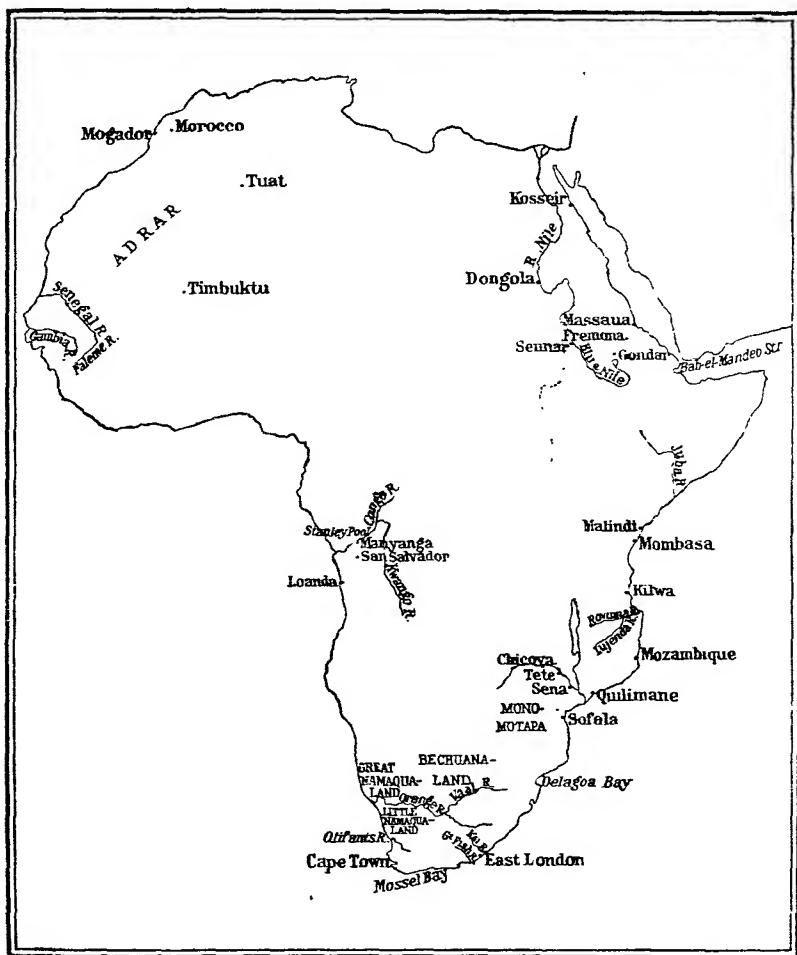 Mogador
Morocco
Tuat
ADRAR
Timbuktu
Senegal R.
Gambia
Faleme R.
Kosseir
R. Nile
Dongola
Massaua
Fremona
Sennar
Blue Nile
Gondar
Bab-el-Mandeb Str
Juba R.
Congo R.
Stanley Pool
Manyanga
San Salvador
Loanda
Kwango R.
Malindi
Mombasa
Kilwa
Rovuma R.
Lujenda R.
Mozambique
Chicova
Tete
Sena
Quilimane
MONO-
MOTAPA
Sofala
GREAT
NAMAQUA-
LAND
BECHUANA-
LAND
Vaal R.
Orange R.
LITTLE
NAMAQUA-
LAND
Delagoa Bay
Olifants R.
Kei R.
Gt Fish R.
Cape Town
East London
Mossel Bay